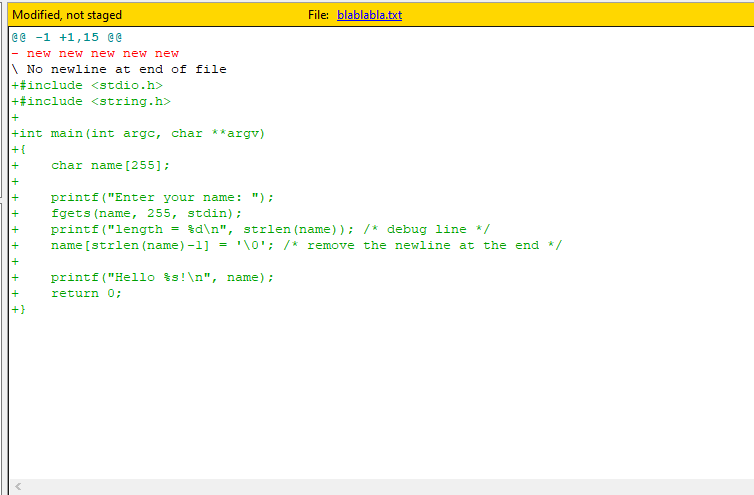 Modified, not staged File: blablabla.txt
@@ -1 +1,15 @@
- new new new new new
\ No newline at end of file
+#include <stdio.h>
+#include <string.h>
+
+int main(int argc, char **argv)
+{
+    char name[255];
+
+    printf("Enter your name: ");
+    fgets(name, 255, stdin);
+    printf("length = %d\n", strlen(name)); /* debug line */
+    name[strlen(name)-1] = '\0'; /* remove the newline at the end */
+
+    printf("Hello %s!\n", name);
+    return 0;
+}